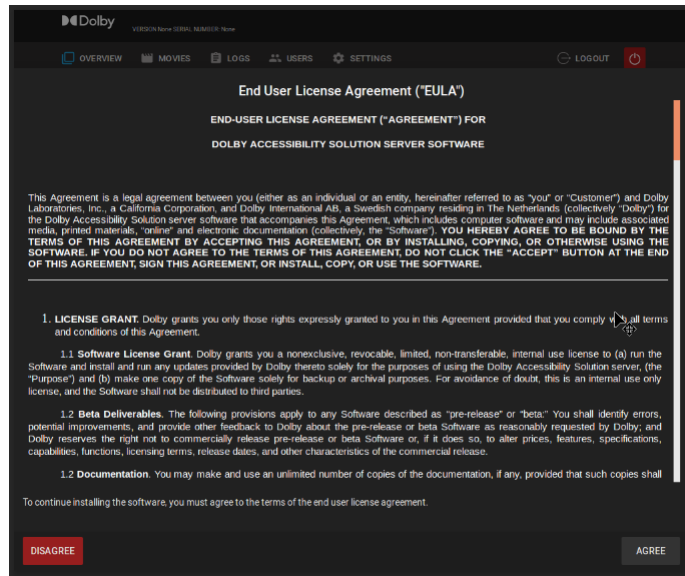 Dolby
VERSION None SERIAL NUMBER: None
OVERVIEW MOVIES LOGS USERS SETTINGS LOGOUT
End User License Agreement ("EULA")
END-USER LICENSE AGREEMENT (“AGREEMENT”) FOR
DOLBY ACCESSIBILITY SOLUTION SERVER SOFTWARE
This Agreement is a legal agreement between you (either as an individual or an entity, hereinafter referred to as “you” or “Customer”) and Dolby
Laboratories, Inc., a California Corporation, and Dolby International AB, a Swedish company residing in The Netherlands (collectively “Dolby”) for
the Dolby Accessibility Solution server software that accompanies this Agreement, which includes computer software and may include associated
media, printed materials, “online” and electronic documentation (collectively, the “Software”). YOU HEREBY AGREE TO BE BOUND BY THE
TERMS OF THIS AGREEMENT BY ACCEPTING THIS AGREEMENT, OR BY INSTALLING, COPYING, OR OTHERWISE USING THE
SOFTWARE. IF YOU DO NOT AGREE TO THE TERMS OF THIS AGREEMENT, DO NOT CLICK THE “ACCEPT” BUTTON AT THE END
OF THIS AGREEMENT, SIGN THIS AGREEMENT, OR INSTALL, COPY, OR USE THE SOFTWARE.
1. LICENSE GRANT. Dolby grants you only those rights expressly granted to you in this Agreement provided that you comply with all terms
and conditions of this Agreement.
1.1 Software License Grant. Dolby grants you a nonexclusive, revocable, limited, non-transferable, internal use license to (a) run the
Software and install and run any updates provided by Dolby thereto solely for the purposes of using the Dolby Accessibility Solution server, (the
“Purpose”) and (b) make one copy of the Software solely for backup or archival purposes. For avoidance of doubt, this is an internal use only
license, and the Software shall not be distributed to third parties.
1.2 Beta Deliverables. The following provisions apply to any Software described as “pre-release” or “beta:” You shall identify errors,
potential improvements, and provide other feedback to Dolby about the pre-release or beta Software as reasonably requested by Dolby; and
Dolby reserves the right not to commercially release pre-release or beta Software or, if it does so, to alter prices, features, specifications,
capabilities, functions, licensing terms, release dates, and other characteristics of the commercial release.
1.2 Documentation. You may make and use an unlimited number of copies of the documentation, if any, provided that such copies shall
To continue installing the software, you must agree to the terms of the end user license agreement.
DISAGREE AGREE